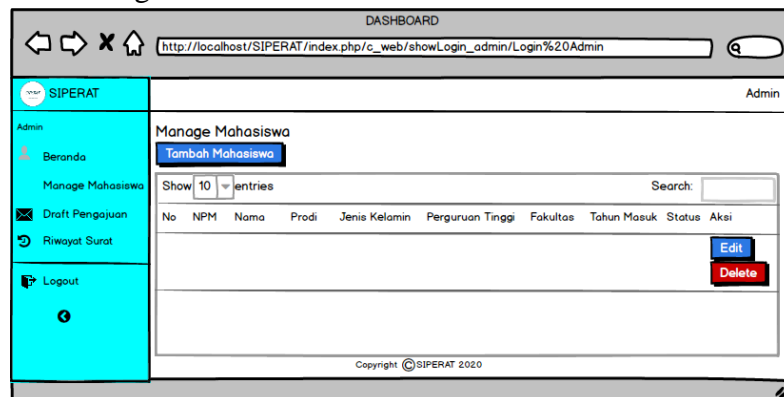 DASHBOARD
http://localhost/SIPERAT/index.php/c_web/showLogin_admin/Login%20Admin
SIPERAT
Admin
Admin
Beranda
Manage Mahasiswa
Draft Pengajuan
Riwayat Surat
Logout
Manage Mahasiswa
Tambah Mahasiswa
Show 10 entries
Search:
No NPM Nama Prodi Jenis Kelamin Perguruan Tinggi Fakultas Tahun Masuk Status Aksi
Edit
Delete
Copyright ©SIPERAT 2020